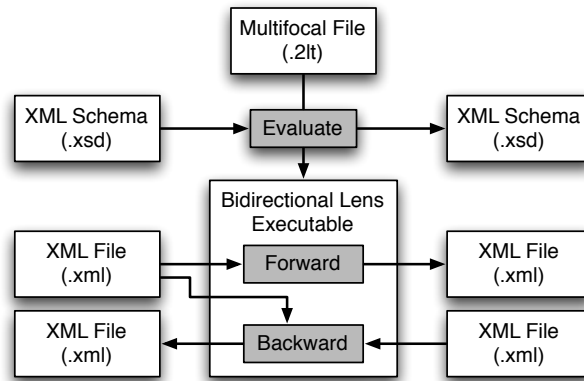 Multifocal File
(.2lt)
XML Schema
(.xsd)
Evaluate
XML Schema
(.xsd)
Bidirectional Lens
Executable
XML File
(.xml)
Forward
XML File
(.xml)
XML File
(.xml)
Backward
XML File
(.xml)